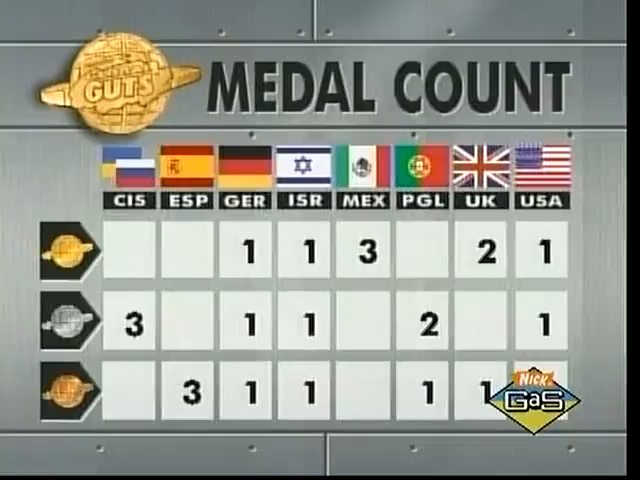 GUTS MEDAL COUNT
CIS ESP GER ISR MEX PGL UK USA
1 1 3 2 1
3 1 1 2 1
3 1 1 1 1
NICK
GaS